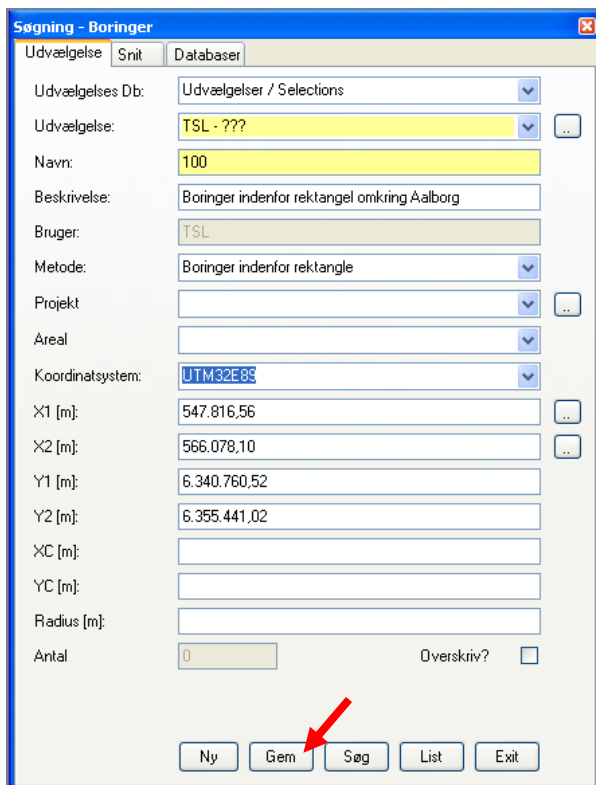 Søgning - Boringer
Udvælgelse Snit Databaser
Udvælgelses Db: Udvælgelser / Selections
Udvælgelse: TSL - ??? ..
Navn: 100
Beskrivelse: Boringer indenfor rektangel omkring Aalborg
Bruger: TSL
Metode: Boringer indenfor rektangle
Projekt ..
Areal
Koordinatsystem: UTM32E89
X1 [m]: 547.816,56 ..
X2 [m]: 566.078,10 ..
Y1 [m]: 6.340.760,52
Y2 [m]: 6.355.441,02
XC [m]:
YC [m]:
Radius [m]:
Antal 0 Overskriv?
Ny Gem Søg List Exit